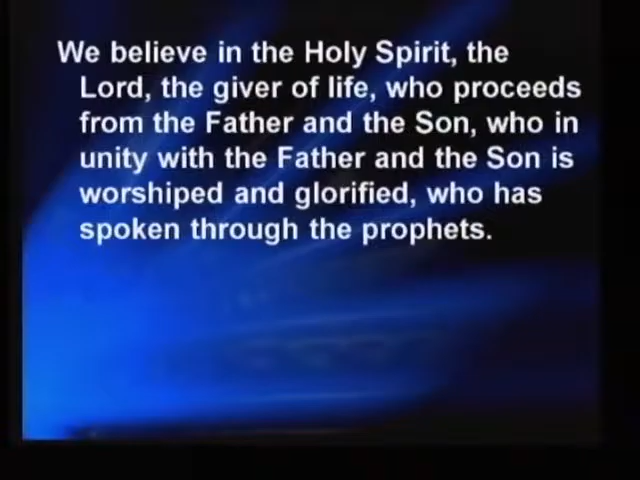 We believe in the Holy Spirit, the
Lord, the giver of life, who proceeds
from the Father and the Son, who in
unity with the Father and the Son is
worshiped and glorified, who has
spoken through the prophets.